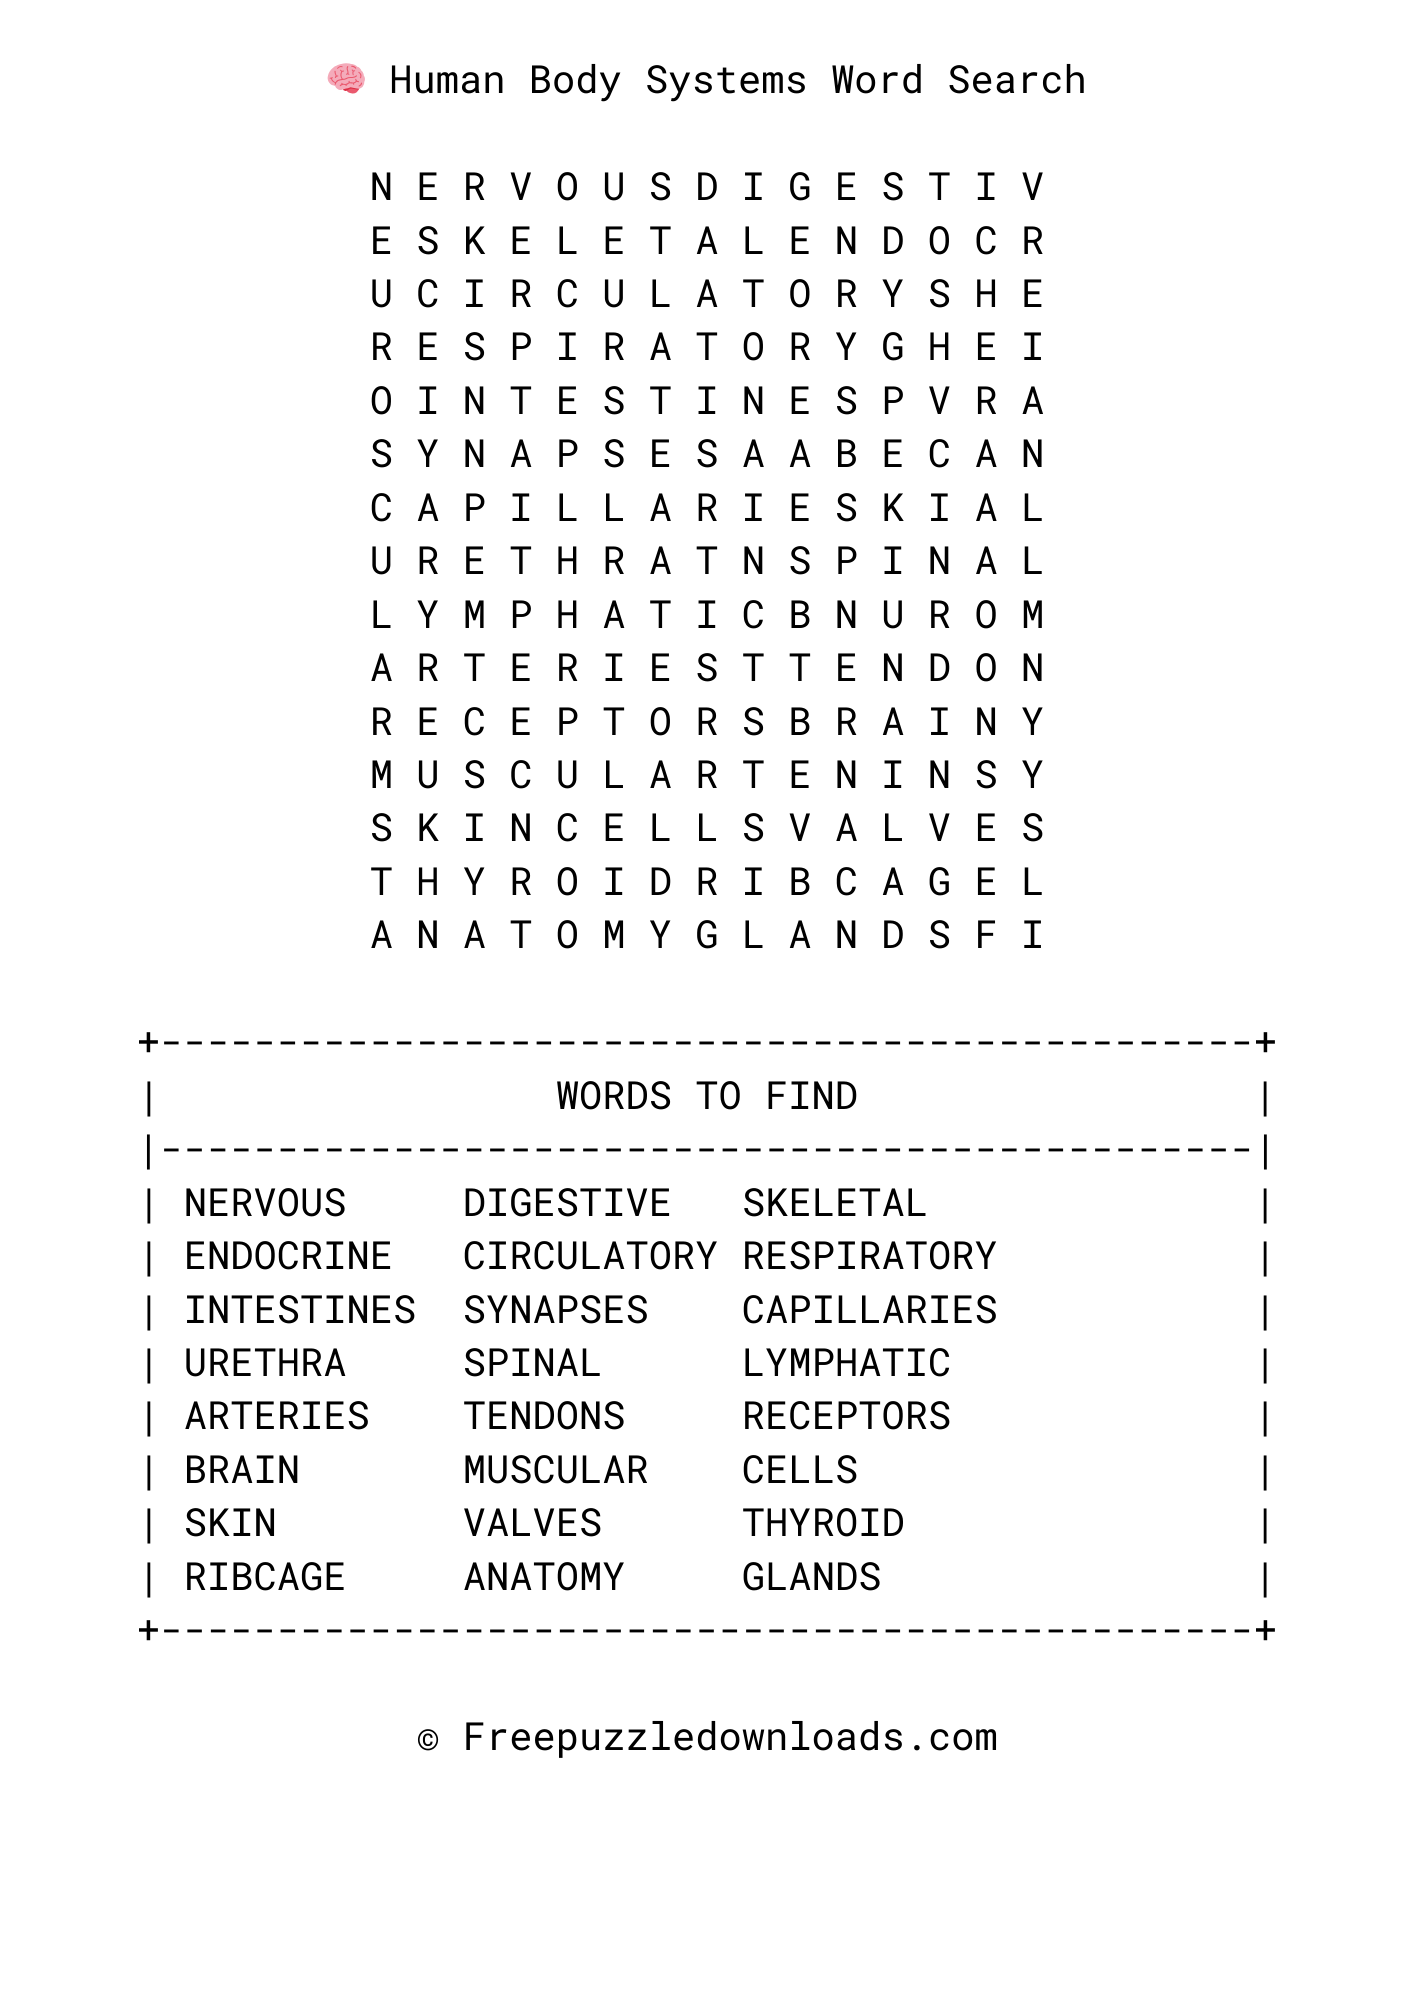 🧠 Human Body Systems Word Search
N E R V O U S D I G E S T I V
E S K E L E T A L E N D O C R
U C I R C U L A T O R Y S H E
R E S P I R A T O R Y G H E I
O I N T E S T I N E S P V R A
S Y N A P S E S A A B E C A N
C A P I L L A R I E S K I A L
U R E T H R A T N S P I N A L
L Y M P H A T I C B N U R O M
A R T E R I E S T T E N D O N
R E C E P T O R S B R A I N Y
M U S C U L A R T E N I N S Y
S K I N C E L L S V A L V E S
T H Y R O I D R I B C A G E L
A N A T O M Y G L A N D S F I
+-----------------------------------------------+
| WORDS TO FIND |
|-----------------------------------------------|
| NERVOUS DIGESTIVE SKELETAL |
| ENDOCRINE CIRCULATORY RESPIRATORY |
| INTESTINES SYNAPSES CAPILLARIES |
| URETHRA SPINAL LYMPHATIC |
| ARTERIES TENDONS RECEPTORS |
| BRAIN MUSCULAR CELLS |
| SKIN VALVES THYROID |
| RIBCAGE ANATOMY GLANDS |
+-----------------------------------------------+
© Freepuzzledownloads.com